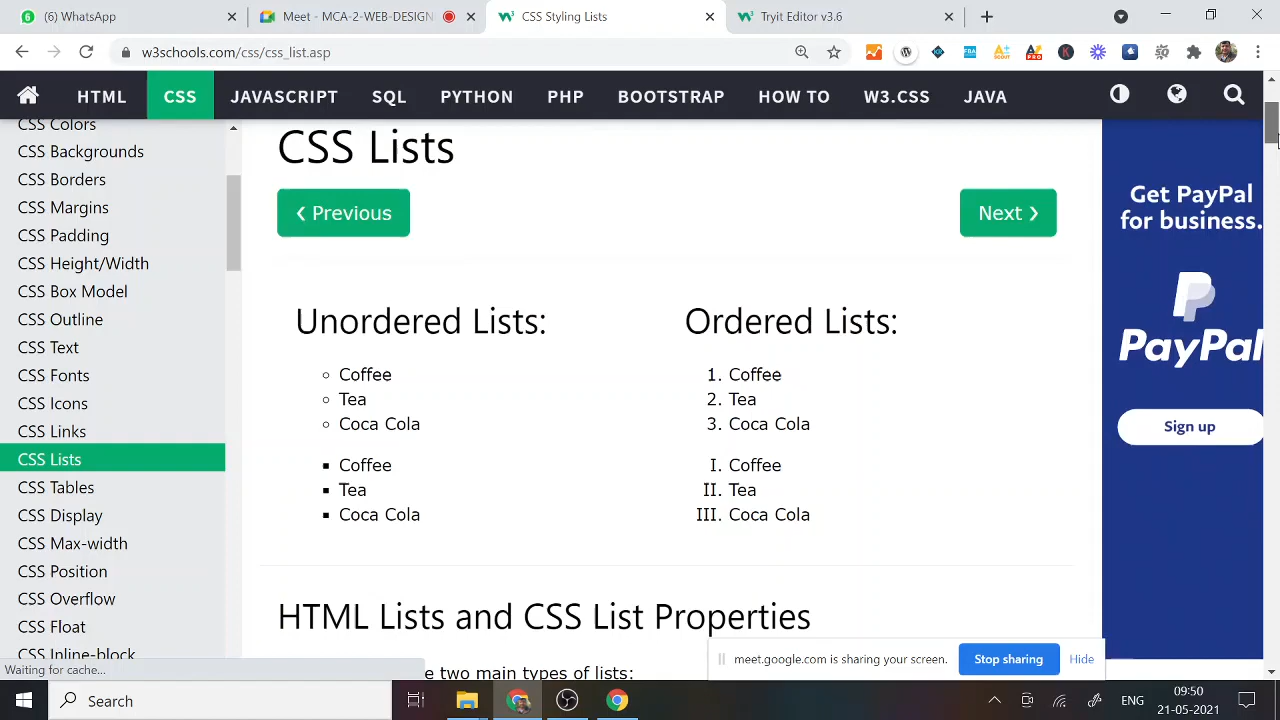 6
(6) WhatsApp
Meet - MCA-2-WEB-DESIGN
CSS Styling Lists
Tryit Editor v3.6
w3schools.com/css/css_list.asp
HTML
CSS
JAVASCRIPT
SQL
PYTHON
PHP
BOOTSTRAP
HOW TO
W3.CSS
JAVA
CSS Colors
CSS Backgrounds
CSS Borders
CSS Margins
CSS Padding
CSS Height/Width
CSS Box Model
CSS Outline
CSS Text
CSS Fonts
CSS Icons
CSS Links
CSS Lists
CSS Tables
CSS Display
CSS Max-width
CSS Position
CSS Overflow
CSS Float
CSS Inline-block
Waiting for cache...
CSS Lists
❮ Previous
Next ❯
Unordered Lists:
Coffee
Tea
Coca Cola
Coffee
Tea
Coca Cola
Ordered Lists:
1. Coffee
2. Tea
3. Coca Cola
I. Coffee
II. Tea
III. Coca Cola
HTML Lists and CSS List Properties
e two main types of lists:
Get PayPal
for business.
PayPal
Sign up
meet.google.com is sharing your screen.
Stop sharing
Hide
Search
ENG
09:50
21-05-2021